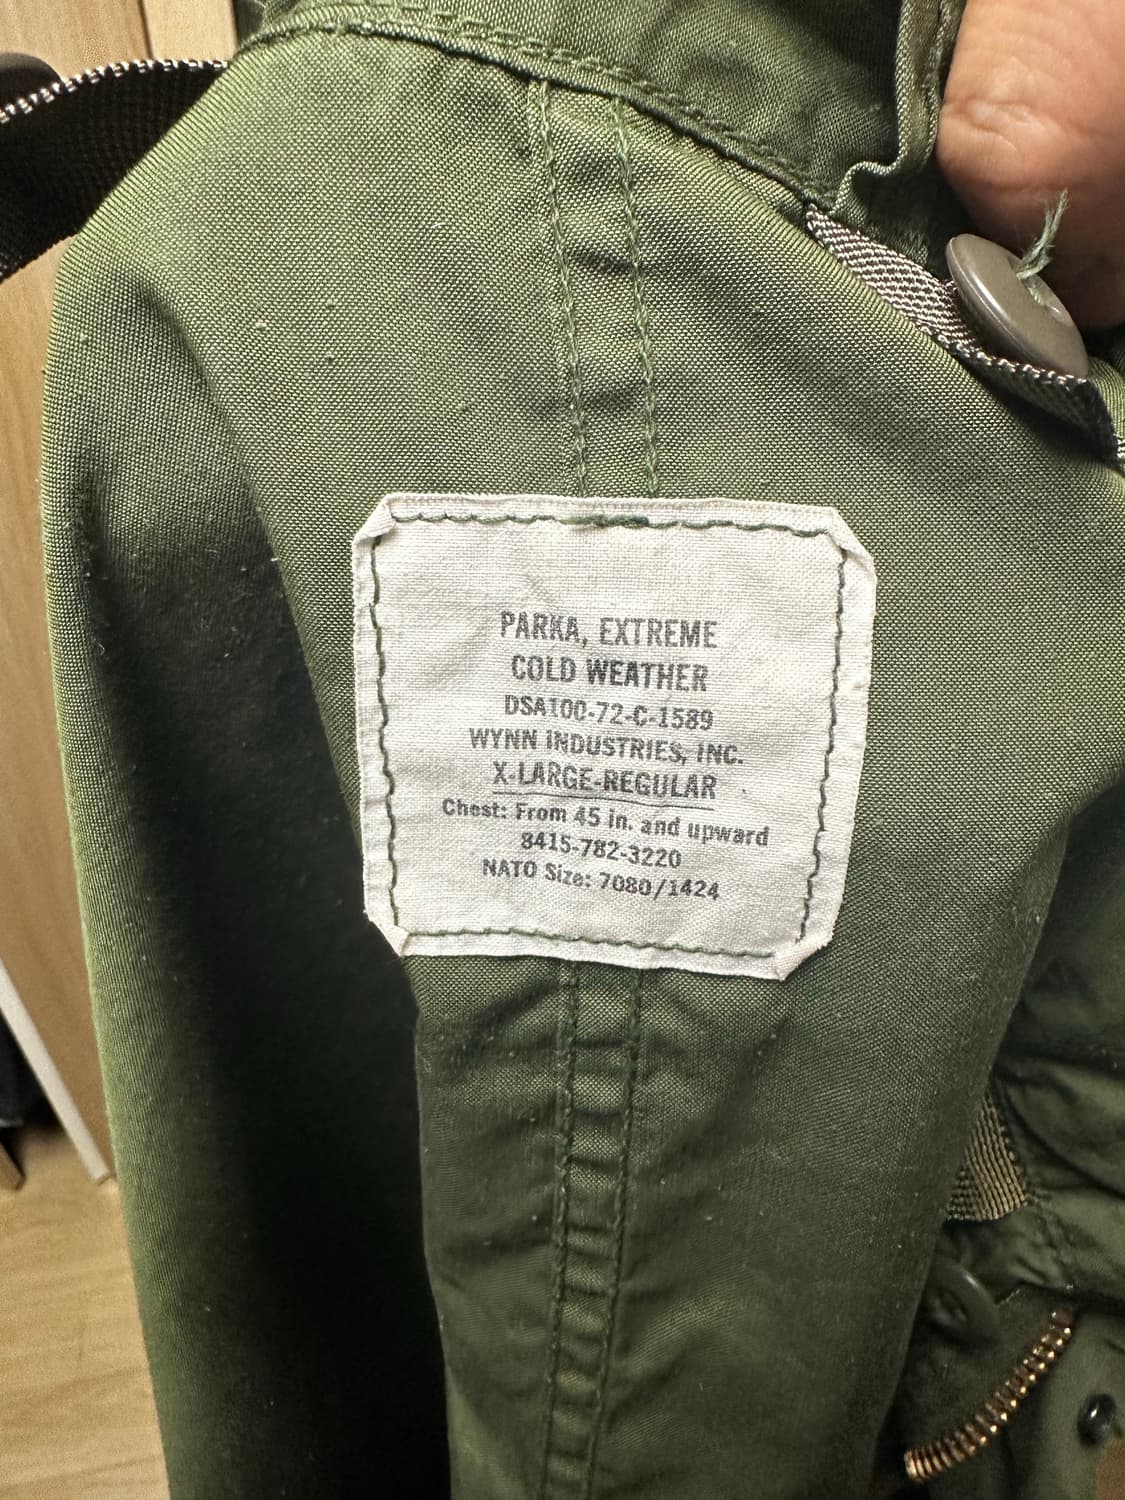 PARKA, EXTREME
COLD WEATHER
DSA100-72-C-1589
WYNN INDUSTRIES, INC.
X-LARGE-REGULAR
Chest: From 45 in. and upward
8415-782-3220
NATO Size: 7080/1424